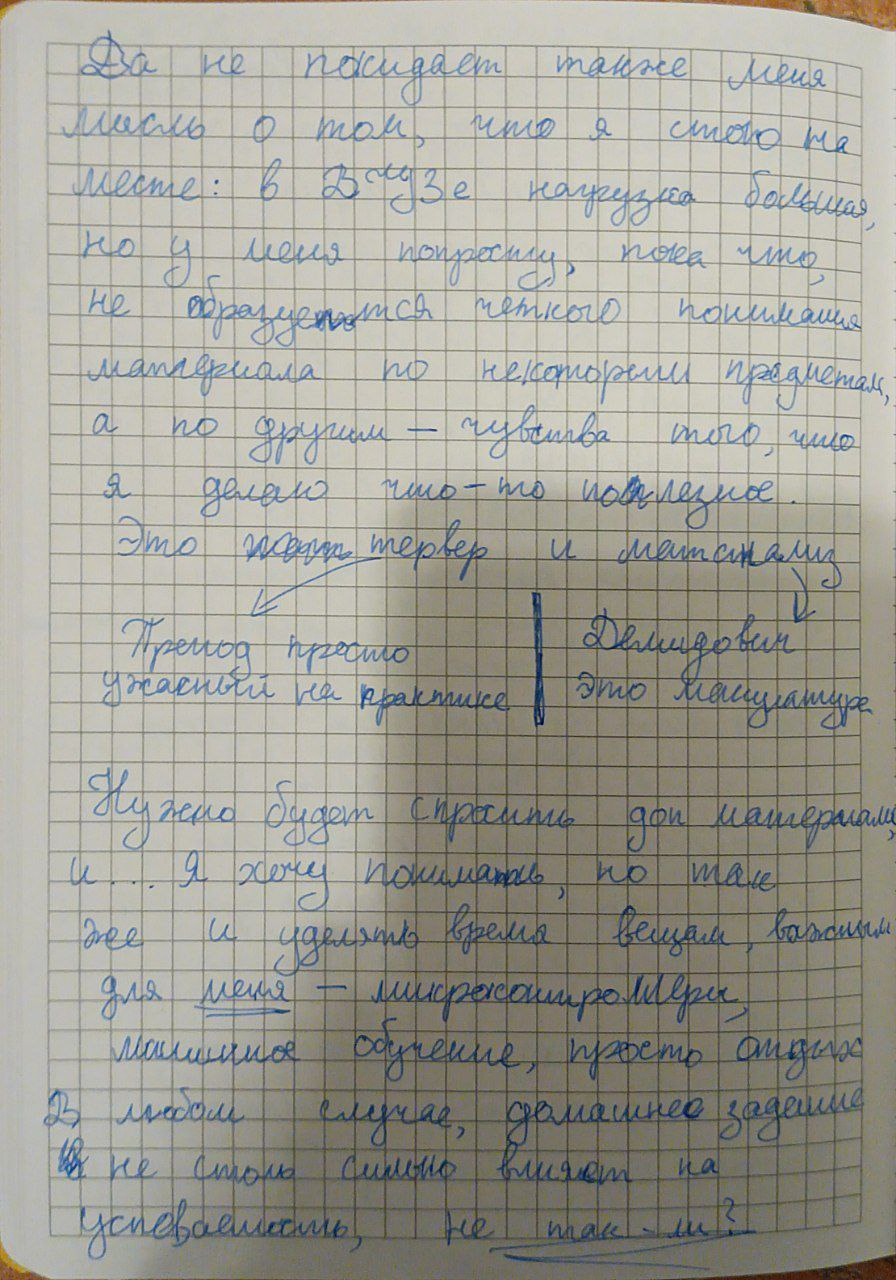 Да не покидает также меня
мысль о том, что я стою на
месте: в ВУЗе нагрузка большая,
но у меня попросту, пока что,
не образуется четкого понимания
материала по некоторым предметам,
а по другим — чувства того, что
я делаю что-то полезное.
Это тервер и матанализ
Препод просто
ужасный на практике
Демидович
это макулатура
Нужно будет спросить доп материалы,
и... Я хочу понимать, но так
же и уделять время вещам, важным
для меня — микроконтроллеры,
машинное обучение, просто отдых
В любом случае, домашнее задание
не столь сильно влияет на
успеваемость, не так-ли?